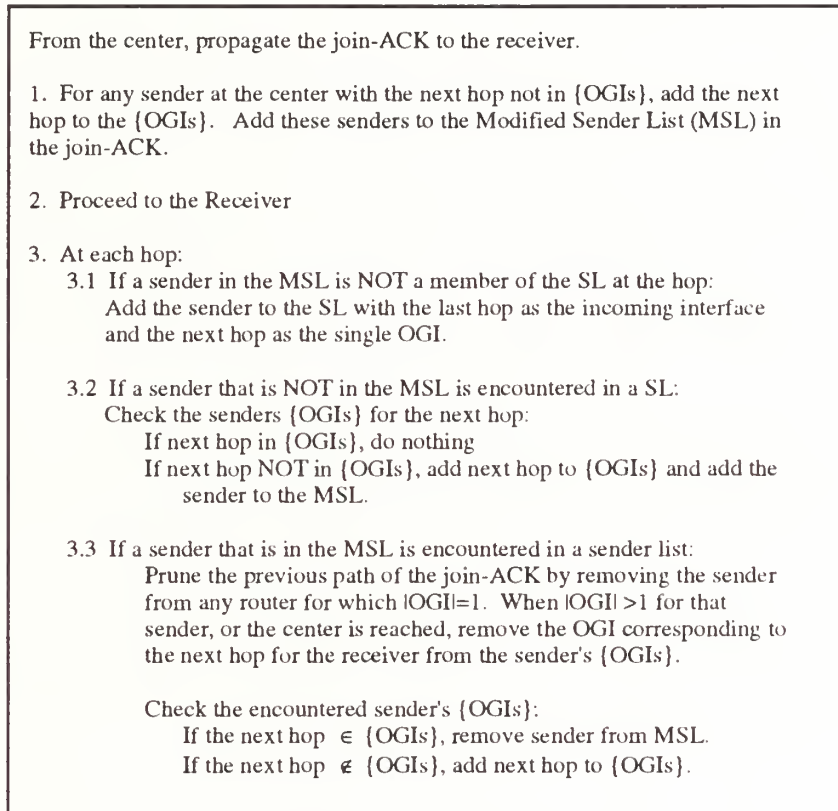 From the center, propagate the join-ACK to the receiver.
1. For any sender at the center with the next hop not in {OGIs}, add the next
hop to the {OGIs}. Add these senders to the Modified Sender List (MSL) in
the join-ACK.
2. Proceed to the Receiver
3. At each hop:
3.1 If a sender in the MSL is NOT a member of the SL at the hop:
Add the sender to the SL with the last hop as the incoming interface
and the next hop as the single OGI.
3.2 If a sender that is NOT in the MSL is encountered in a SL:
Check the senders {OGIs} for the next hop:
If next hop in {OGIs}, do nothing
If next hop NOT in {OGIs}, add next hop to {OGIs} and add the
sender to the MSL.
3.3 If a sender that is in the MSL is encountered in a sender list:
Prune the previous path of the join-ACK by removing the sender
from any router for which |OGI|=1. When |OGI| >1 for that
sender, or the center is reached, remove the OGI corresponding to
the next hop for the receiver from the sender's {OGIs}.
Check the encountered sender's {OGIs}:
If the next hop ∈ {OGIs}, remove sender from MSL.
If the next hop ∉ {OGIs}, add next hop to {OGIs}.